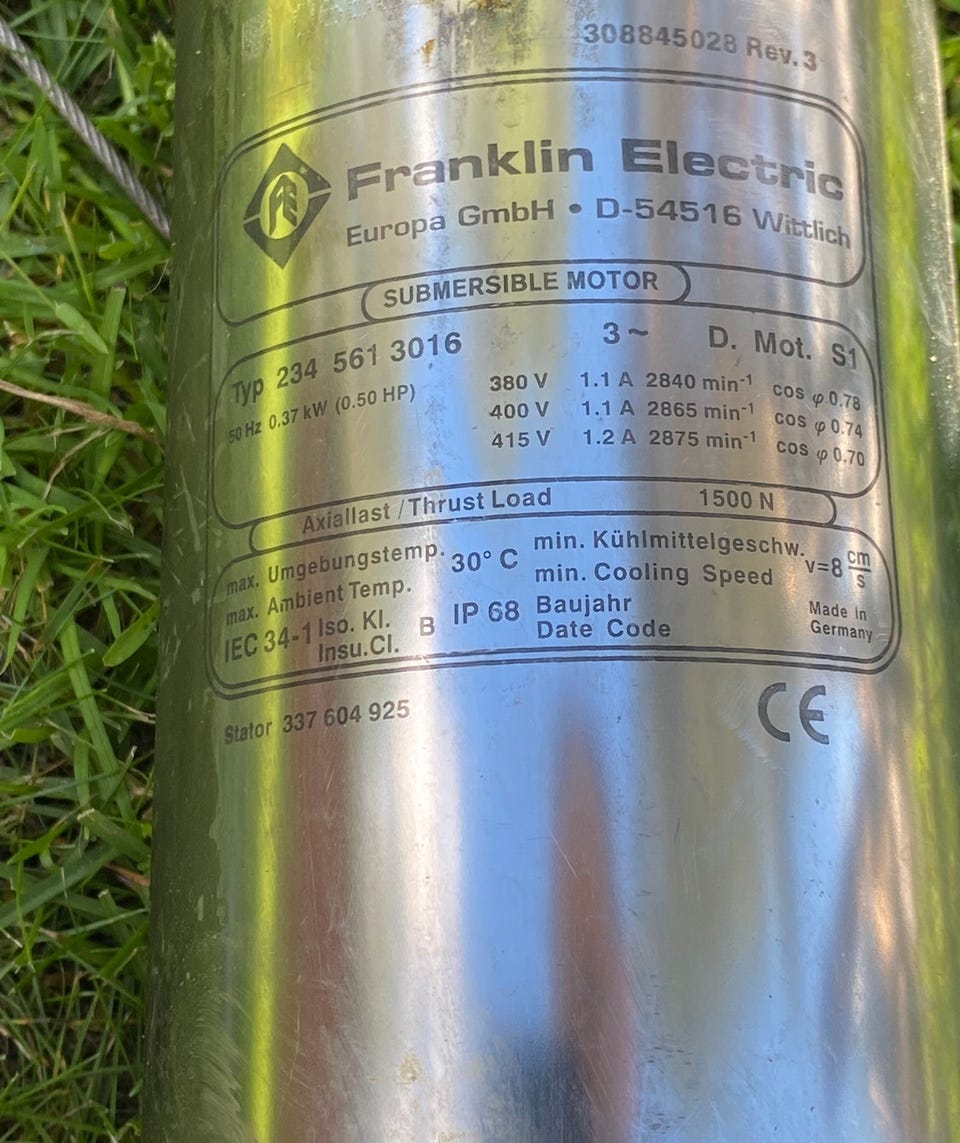 308845028 Rev.3
Franklin Electric
Europa GmbH • D-54516 Wittlich
SUBMERSIBLE MOTOR
Typ 234 561 3016 3~ D. Mot. S1
50 Hz 0.37 kW (0.50 HP) 380 V 1.1 A 2840 min⁻¹ cos φ 0.78
400 V 1.1 A 2865 min⁻¹ cos φ 0.74
415 V 1.2 A 2875 min⁻¹ cos φ 0.70
Axiallast / Thrust Load 1500 N
max. Umgebungstemp. 30° C min. Kühlmittelgeschw. v=8 cm/s
max. Ambient Temp. min. Cooling Speed
IEC 34-1 Iso. Kl. B IP 68 Baujahr Made in
Insu.Cl. Date Code Germany
Stator 337 604 925
CE